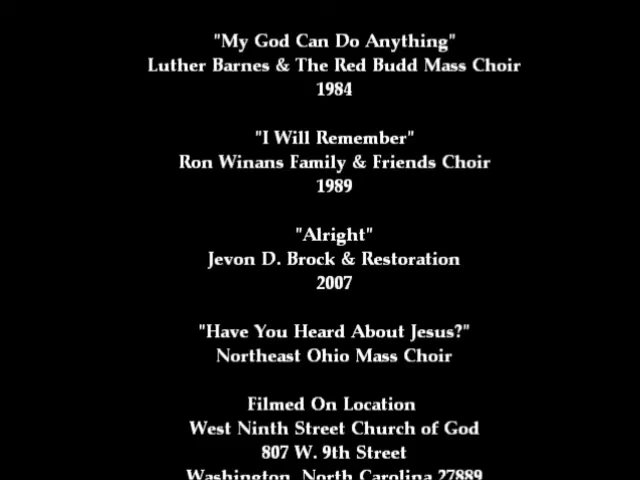 "My God Can Do Anything"
Luther Barnes & The Red Budd Mass Choir
1984
"I Will Remember"
Ron Winans Family & Friends Choir
1989
"Alright"
Jevon D. Brock & Restoration
2007
"Have You Heard About Jesus?"
Northeast Ohio Mass Choir
Filmed On Location
West Ninth Street Church of God
807 W. 9th Street
Washington, North Carolina 27889